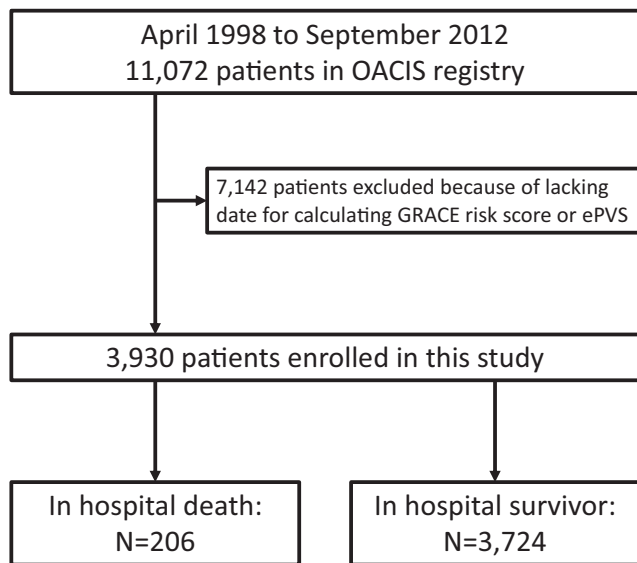 April 1998 to September 2012
11,072 patients in OACIS registry
7,142 patients excluded because of lacking
date for calculating GRACE risk score or ePVS
3,930 patients enrolled in this study
In hospital death:
N=206
In hospital survivor:
N=3,724